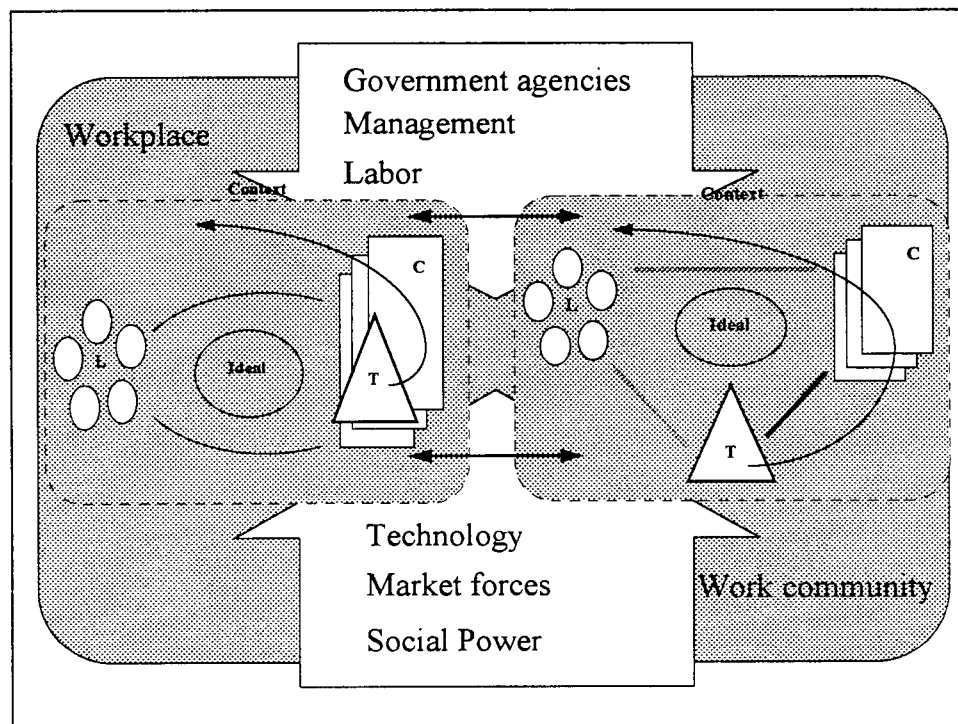 Government agencies
Workplace
Management
Labor
Context
Context
C
C
L
Ideal
Ideal
L
T
T
Technology
Market forces
Work community
Social Power